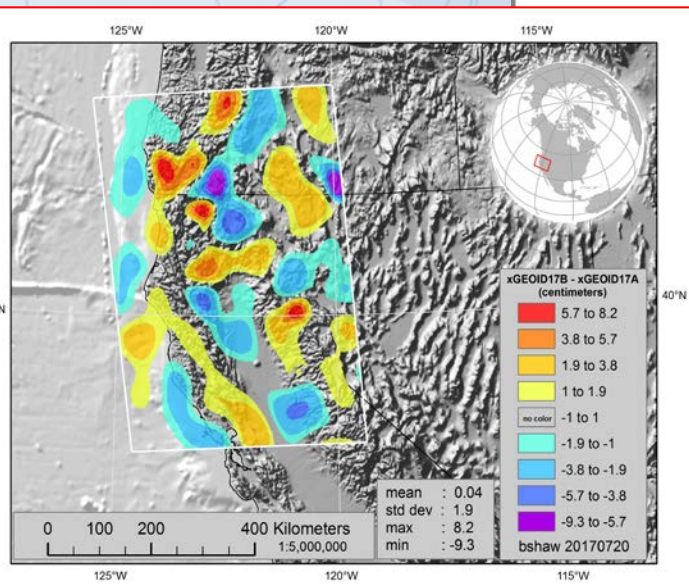 125°W 120°W 115°W
N
40°N
xGEOID17B - xGEOID17A
(centimeters)
5.7 to 8.2
3.8 to 5.7
1.9 to 3.8
1 to 1.9
no color -1 to 1
-1.9 to -1
-3.8 to -1.9
-5.7 to -3.8
-9.3 to -5.7
bshaw 20170720
mean : 0.04
std dev : 1.9
max : 8.2
min : -9.3
0 100 200 400 Kilometers
1:5,000,000
125°W 120°W 115°W